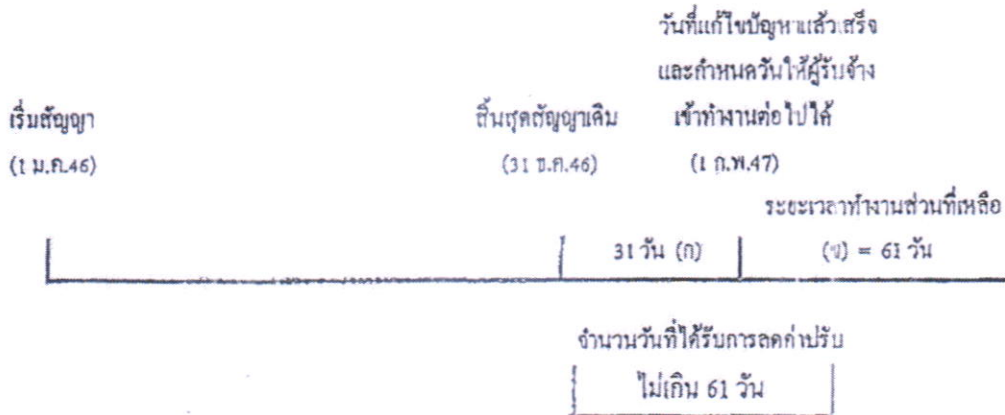 วันที่แก้ไขปัญหาแล้วเสร็จ
และกำหนดวันให้ผู้รับจ้าง
เริ่มสัญญา
สิ้นสุดสัญญาเดิม
เข้าทำงานต่อไปได้
(1 ม.ค.46)
(31 ธ.ค.46)
(1 ก.พ.47)
ระยะเวลาทำงานส่วนที่เหลือ
31 วัน (ก)
(ข) = 61 วัน
จำนวนวันที่ได้รับการลดค่าปรับ
ไม่เกิน 61 วัน